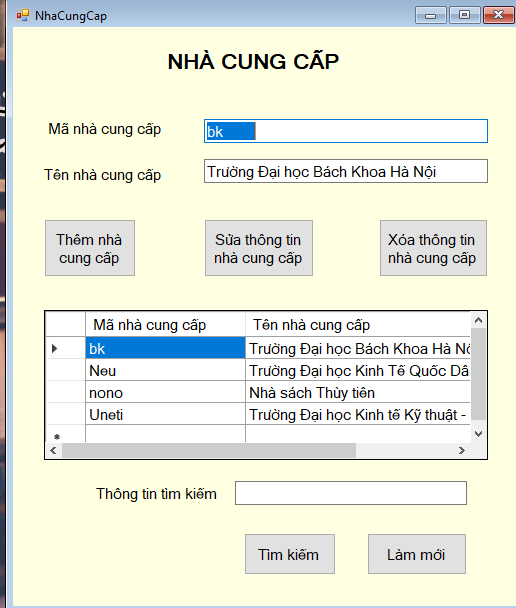 NhaCungCap
NHÀ CUNG CẤP
Mã nhà cung cấp
bk
Tên nhà cung cấp
Trường Đại học Bách Khoa Hà Nội
Thêm nhà
cung cấp
Sửa thông tin
nhà cung cấp
Xóa thông tin
nhà cung cấp
Mã nhà cung cấp Tên nhà cung cấp
bk Trường Đại học Bách Khoa Hà Nộ
Neu Trường Đại học Kinh Tế Quốc Dâ
nono Nhà sách Thùy tiên
Uneti Trường Đại học Kinh tế Kỹ thuật -
Thông tin tìm kiếm
Tìm kiếm
Làm mới